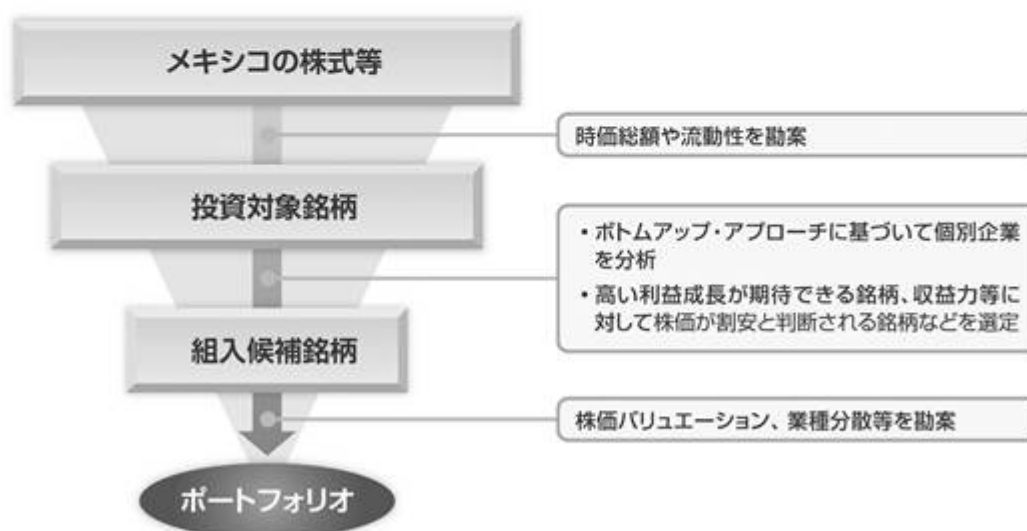 メキシコの株式等
時価総額や流動性を勘案
投資対象銘柄
・ボトムアップ・アプローチに基づいて個別企業
を分析
・高い利益成長が期待できる銘柄、収益力等に
対して株価が割安と判断される銘柄などを選定
組入候補銘柄
株価バリュエーション、業種分散等を勘案
ポートフォリオ